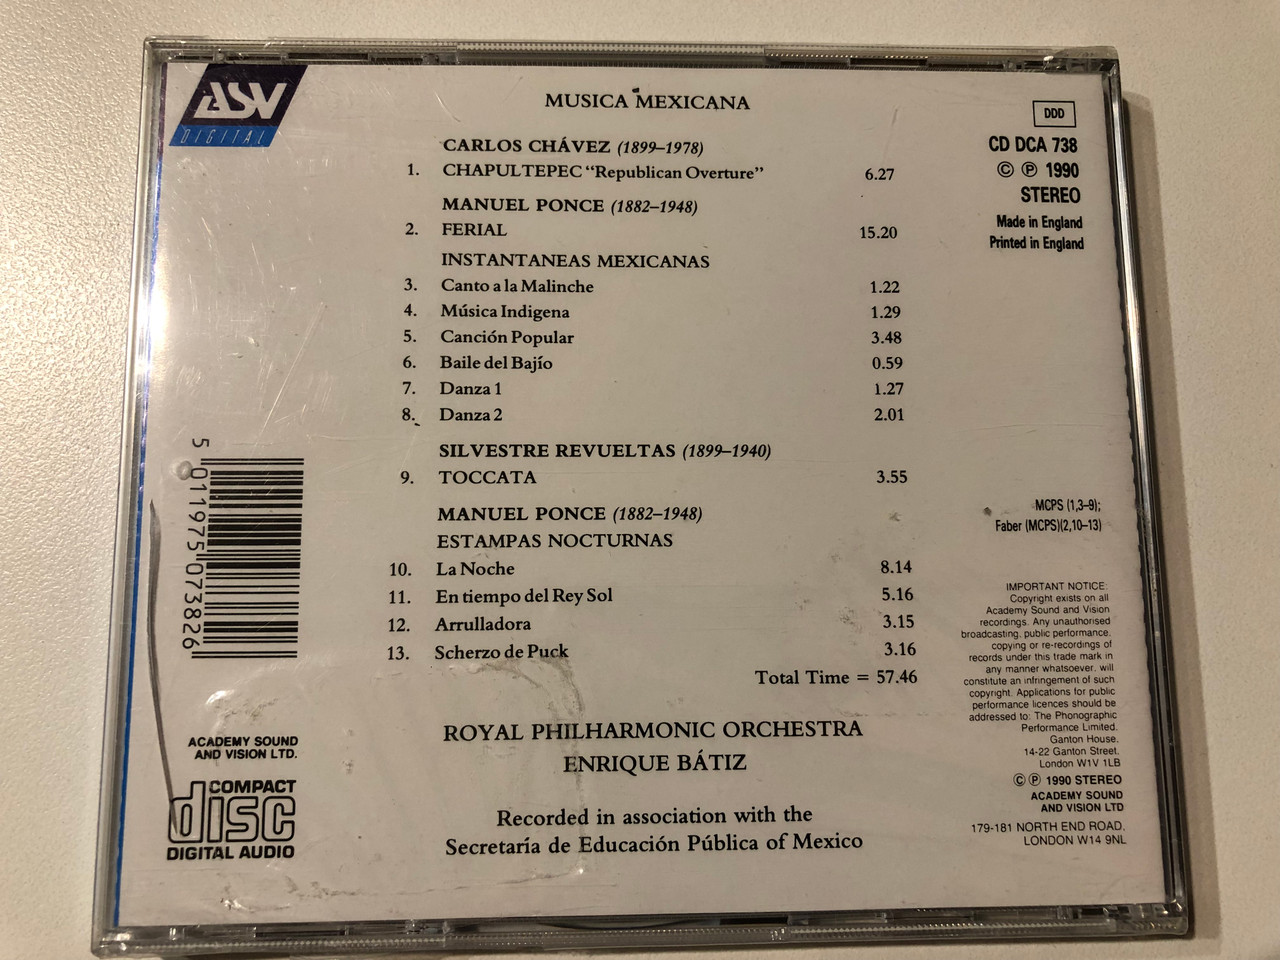 ASV
DIGITAL
MUSICA MEXICANA
CARLOS CHÁVEZ (1899–1978)
1. CHAPULTEPEC “Republican Overture” 6.27
MANUEL PONCE (1882–1948)
2. FERIAL 15.20
INSTANTANEAS MEXICANAS
3. Canto a la Malinche 1.22
4. Música Indigena 1.29
5. Canción Popular 3.48
6. Baile del Bajío 0.59
7. Danza 1 1.27
8. Danza 2 2.01
SILVESTRE REVUELTAS (1899–1940)
9. TOCCATA 3.55
MANUEL PONCE (1882–1948)
ESTAMPAS NOCTURNAS
10. La Noche 8.14
11. En tiempo del Rey Sol 5.16
12. Arrulladora 3.15
13. Scherzo de Puck 3.16
Total Time = 57.46
ROYAL PHILHARMONIC ORCHESTRA
ENRIQUE BÁTIZ
Recorded in association with the
Secretaría de Educación Pública of Mexico
DDD
CD DCA 738
© ℗ 1990
STEREO
Made in England
Printed in England
MCPS (1,3–9);
Faber (MCPS)(2,10–13)
IMPORTANT NOTICE:
Copyright exists on all
Academy Sound and Vision
recordings. Any unauthorised
broadcasting, public performance,
copying or re-recordings of
records under this trade mark in
any manner whatsoever, will
constitute an infringement of such
copyright. Applications for public
performance licences should be
addressed to: The Phonographic
Performance Limited.
Ganton House,
14-22 Ganton Street,
London W1V 1LB
© ℗ 1990 STEREO
ACADEMY SOUND
AND VISION LTD
179-181 NORTH END ROAD,
LONDON W14 9NL
5 011975 073826
ACADEMY SOUND
AND VISION LTD.
COMPACT
disc
DIGITAL AUDIO